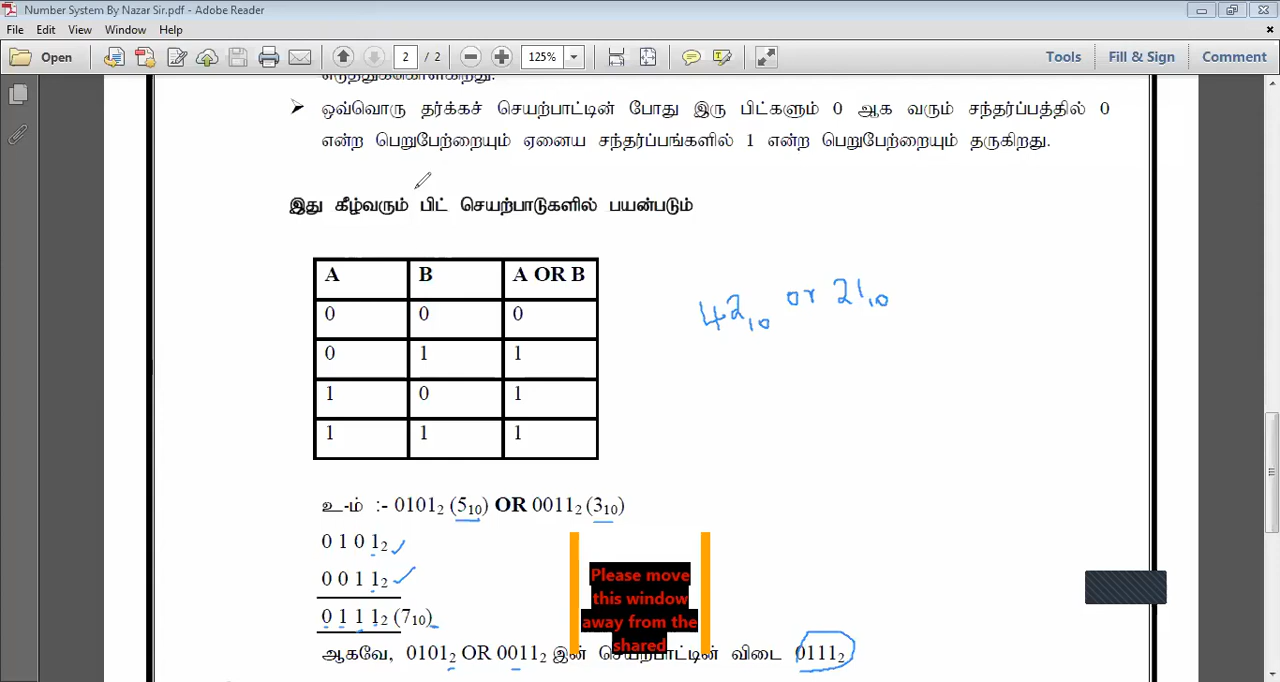 Number System By Nazar Sir.pdf - Adobe Reader
File Edit View Window Help
Open 2 / 2 125% Tools Fill & Sign Comment
எடுத்துக்கொள்கிறது.
➤ ஒவ்வொரு தர்க்கச் செயற்பாட்டின் போது இரு பிட்களும் 0 ஆக வரும் சந்தர்ப்பத்தில் 0
என்ற பெறுபேற்றையும் ஏனைய சந்தர்ப்பங்களில் 1 என்ற பெறுபேற்றையும் தருகிறது.
இது கீழ்வரும் பிட் செயற்பாடுகளில் பயன்படும்
A B A OR B
0 0 0
0 1 1
1 0 1
1 1 1
42₁₀ or 21₁₀
உ-ம் :- 0101₂ (5₁₀) OR 0011₂ (3₁₀)
0 1 0 1₂
0 0 1 1₂
0 1 1 1₂ (7₁₀)
Please move
this window
away from the
shared
ஆகவே, 0101₂ OR 0011₂ இன் செயற்பாட்டின் விடை 0111₂